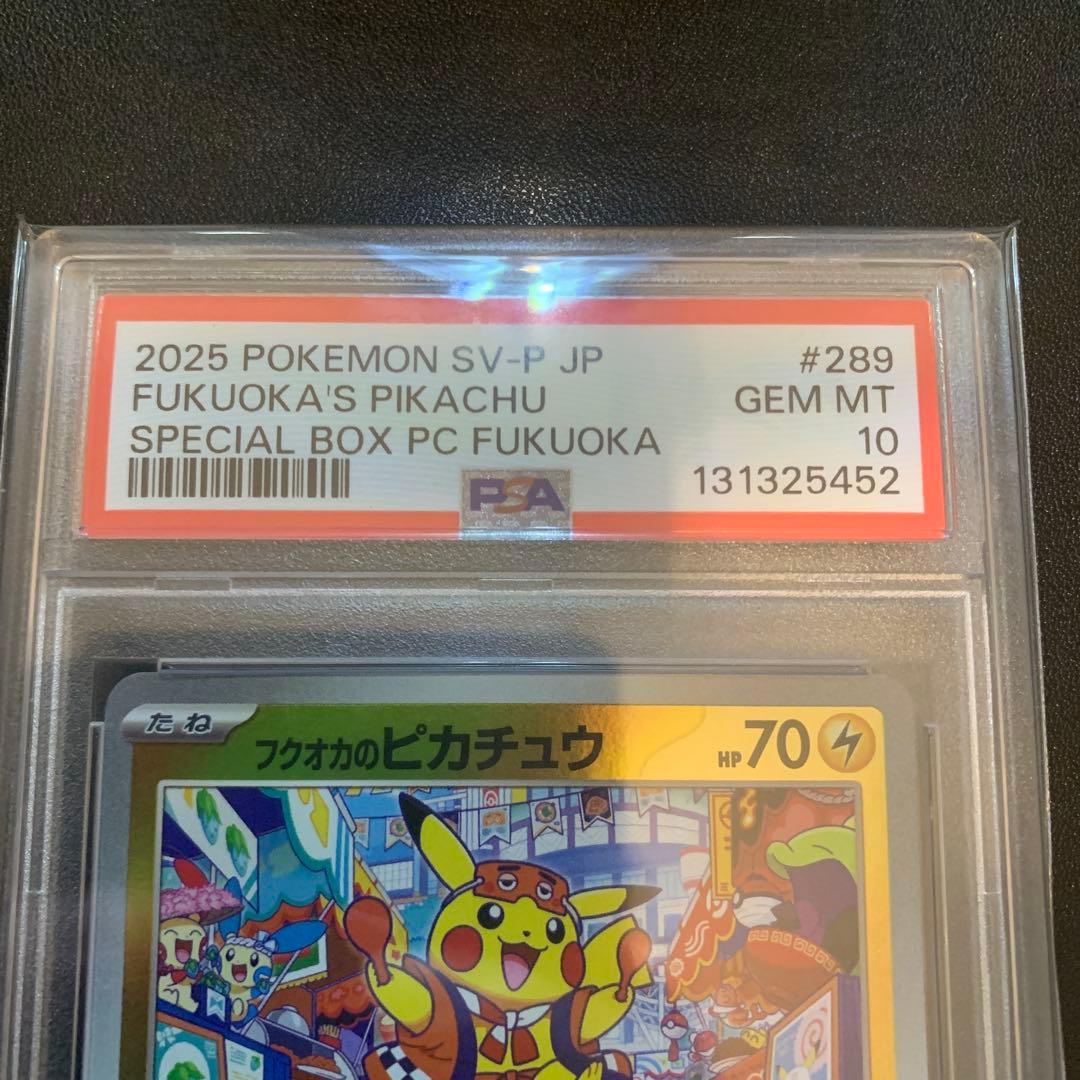 2025 POKEMON SV-P JP #289
FUKUOKA'S PIKACHU GEM MT
SPECIAL BOX PC FUKUOKA 10
131325452
PSA
たね
フクオカのピカチュウ HP 70